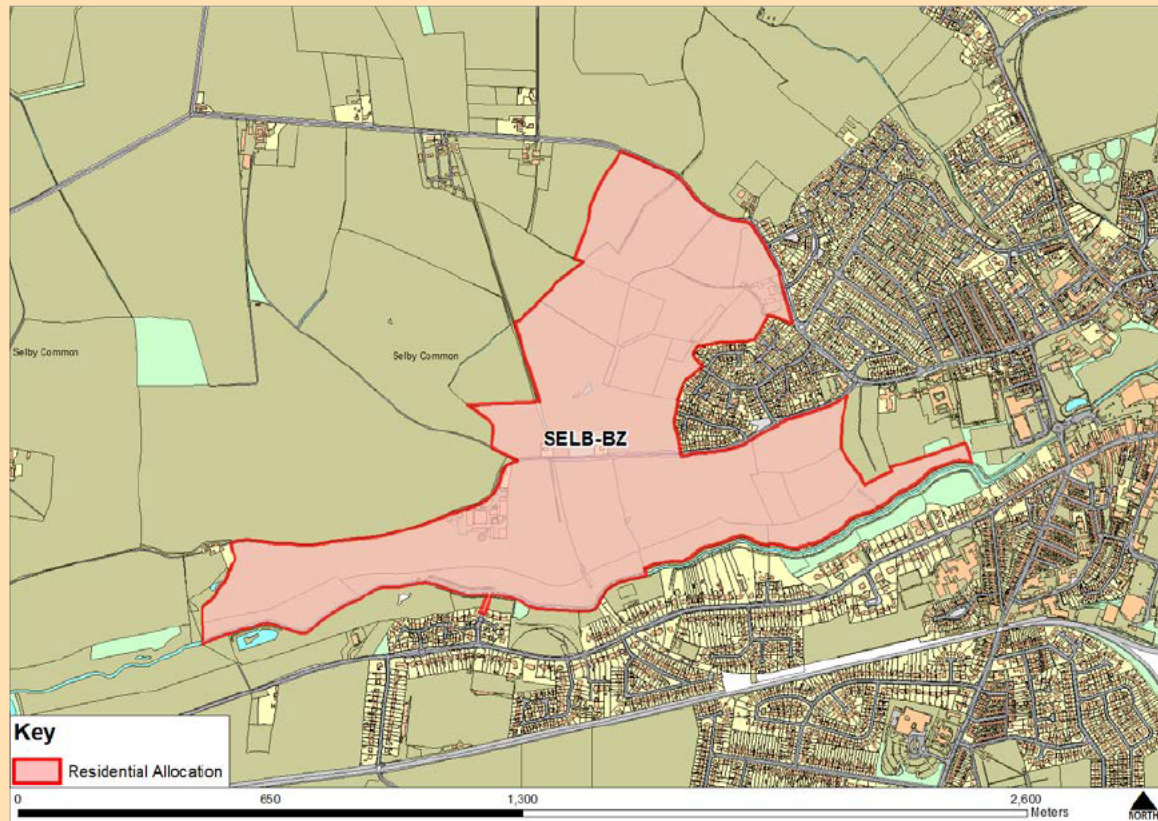 Selby Common
Selby Common
SELB-BZ
Key
Residential Allocation
0 650 1,300 2,600
Meters
NORTH